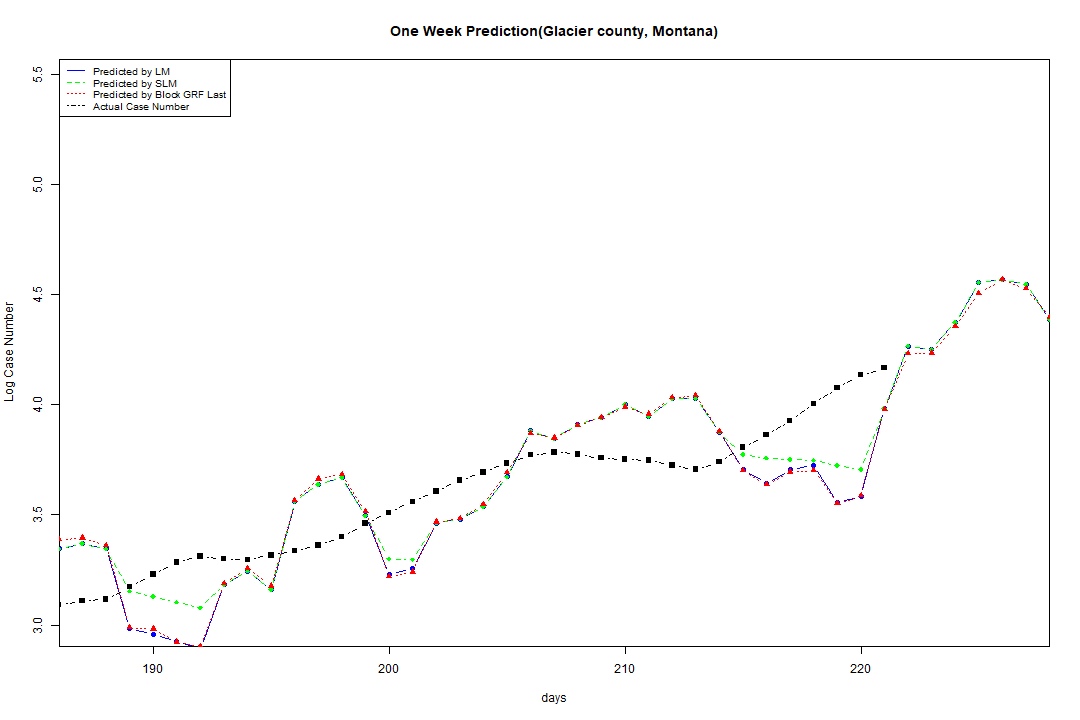 One Week Prediction(Glacier county, Montana)
Predicted by LM
Predicted by SLM
Predicted by Block GRF Last
Actual Case Number
5.5
5.0
4.5
4.0
3.5
3.0
Log Case Number
190 200 210 220
days